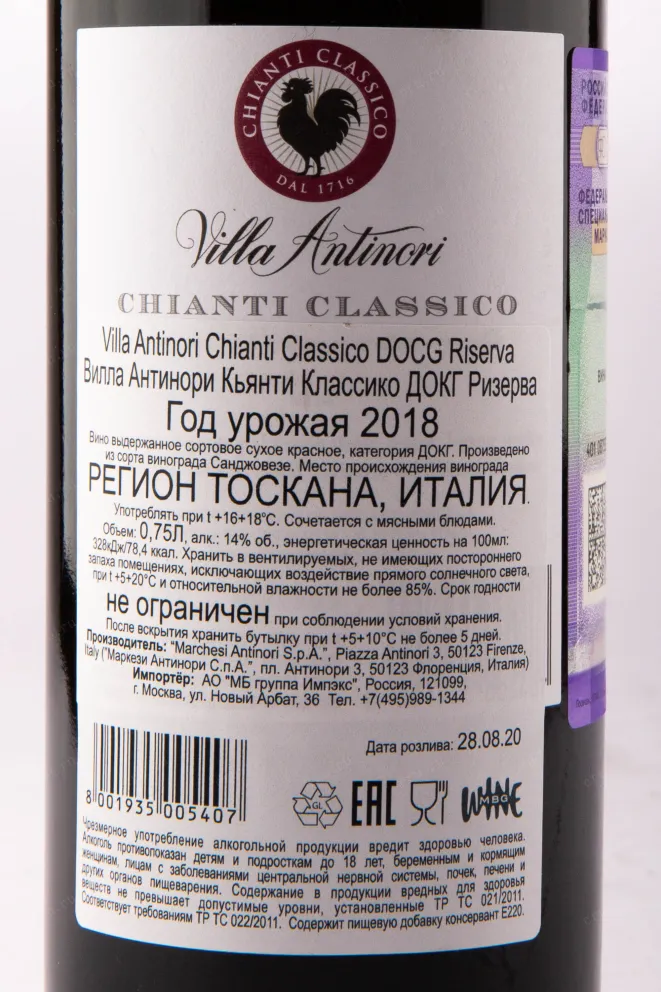 CHIANTI CLASSICO
DAL 1716
Villa Antinori
CHIANTI CLASSICO
Villa Antinori Chianti Classico DOCG Riserva
Вилла Антинори Кьянти Классико ДОКГ Ризерва
Год урожая 2018
Вино выдержанное сортовое сухое красное, категория ДОКГ. Произведено
из сорта винограда Санджовезе. Место происхождения винограда
РЕГИОН ТОСКАНА, ИТАЛИЯ.
Употреблять при t +16+18°С. Сочетается с мясными блюдами.
Объем: 0,75Л, алк.: 14% об., энергетическая ценность на 100мл:
328кДж/78,4 ккал. Хранить в вентилируемых, не имеющих постороннего
запаха помещениях, исключающих воздействие прямого солнечного света,
при t +5+20°С и относительной влажности не более 85%. Срок годности
не ограничен при соблюдении условий хранения.
После вскрытия хранить бутылку при t +5+10°С не более 5 дней.
Производитель: "Marchesi Antinori S.p.A.", Piazza Antinori 3, 50123 Firenze,
Italy ("Маркези Антинори С.п.А.", пл. Антинори 3, 50123 Флоренция, Италия)
Импортёр: АО "МБ группа Импэкс", Россия, 121099,
г. Москва, ул. Новый Арбат, 36 Тел. +7(495)989-1344
Дата розлива: 28.08.20
8 001935 005407
GL
EAC
WINE
MBG
Чрезмерное употребление алкогольной продукции вредит здоровью человека.
Алкоголь противопоказан детям и подросткам до 18 лет, беременным и кормящим
женщинам, лицам с заболеваниями центральной нервной системы, почек, печени и
других органов пищеварения. Содержание в продукции вредных для здоровья
веществ не превышает допустимые уровни, установленные ТР ТС 021/2011.
Соответствует требованиям ТР ТС 022/2011. Содержит пищевую добавку консервант Е220.